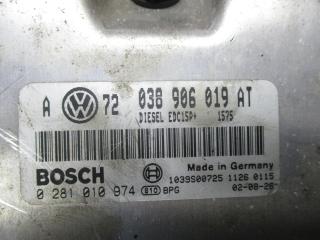 A 72 038 906 019 AT
DIESEL EDC15P+ 1575
BOSCH
Made in Germany
0 281 010 974 E10 BPG
1039S00725 1126 0115
02-08-26